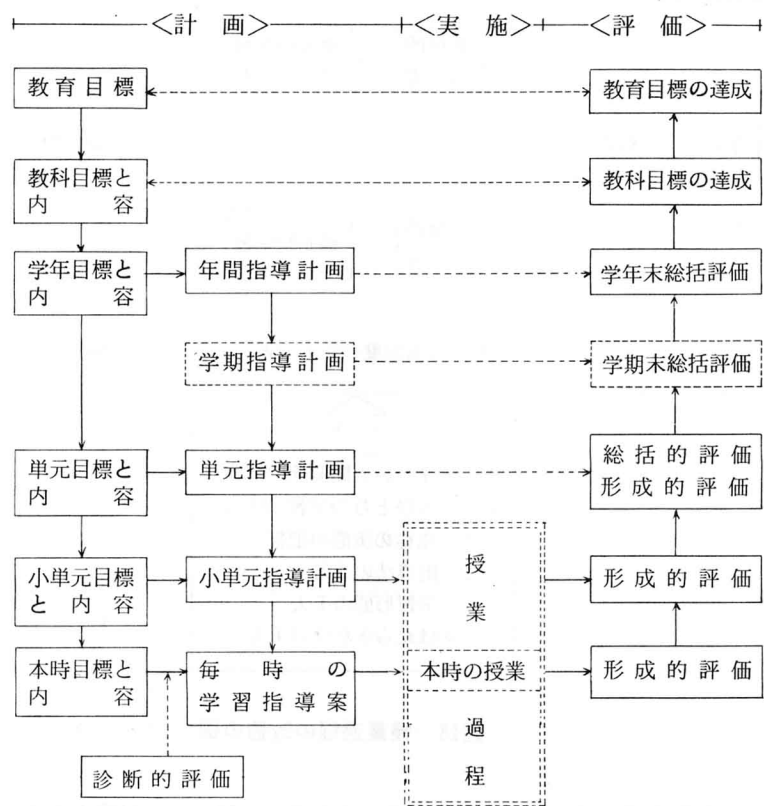 <計　画>
<実　施>
<評　価>
教育目標
教育目標の達成
教科目標と
内　　容
教科目標の達成
学年目標と
内　　容
年間指導計画
学年末総括評価
学期指導計画
学期末総括評価
単元目標と
内　　容
単元指導計画
総括的評価
形成的評価
小単元目標
と　内　容
小単元指導計画
授
業
形成的評価
本時目標と
内　　容
毎　時　の
学習指導案
本時の授業
形成的評価
過
程
診断的評価